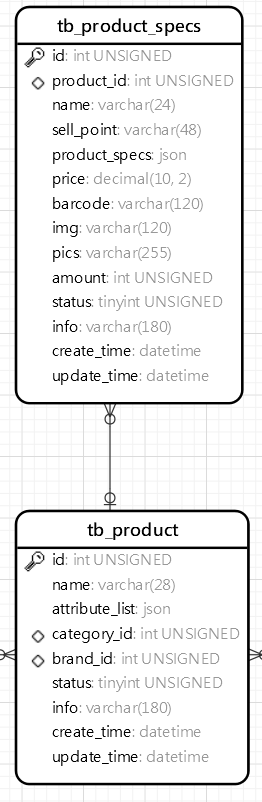 tb_product_specs
id: int UNSIGNED
product_id: int UNSIGNED
name: varchar(24)
sell_point: varchar(48)
product_specs: json
price: decimal(10, 2)
barcode: varchar(120)
img: varchar(120)
pics: varchar(255)
amount: int UNSIGNED
status: tinyint UNSIGNED
info: varchar(180)
create_time: datetime
update_time: datetime
tb_product
id: int UNSIGNED
name: varchar(28)
attribute_list: json
category_id: int UNSIGNED
brand_id: int UNSIGNED
status: tinyint UNSIGNED
info: varchar(180)
create_time: datetime
update_time: datetime